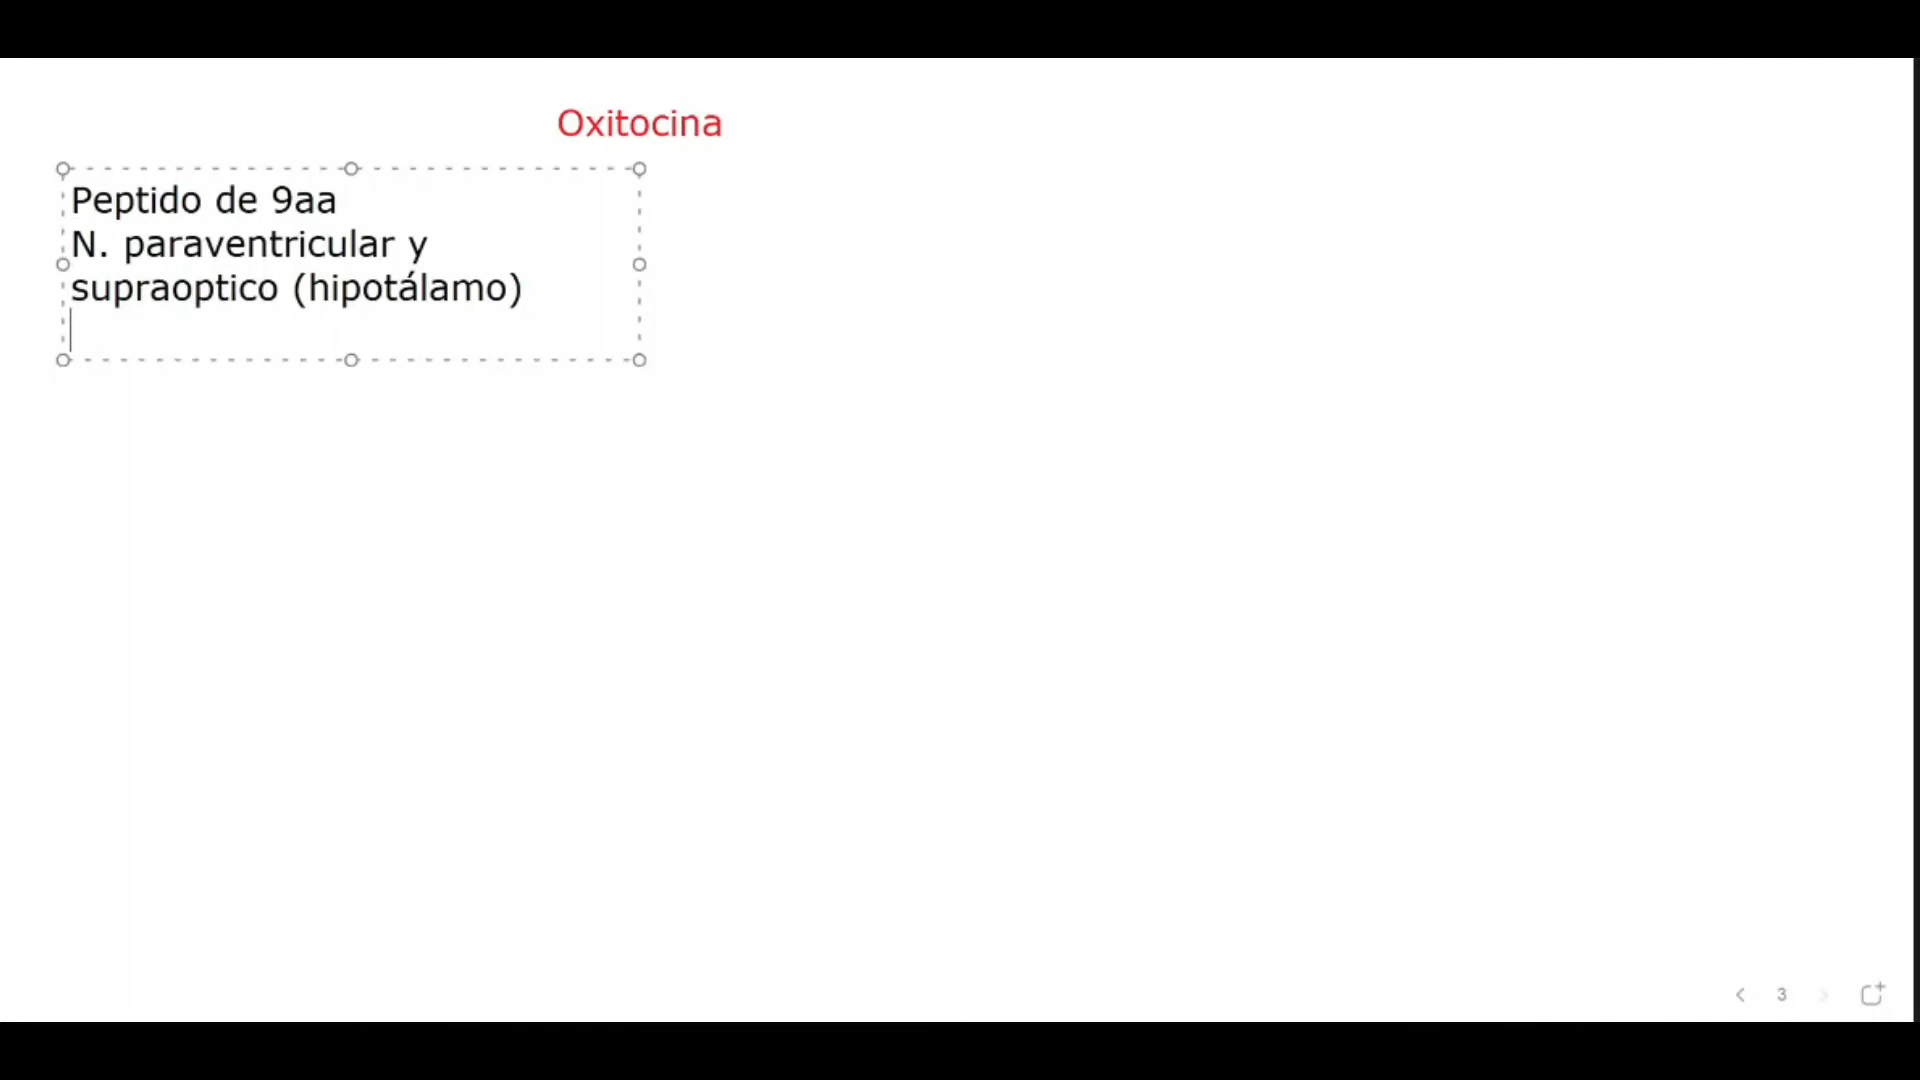 Oxitocina
Peptido de 9aa
N. paraventricular y
supraoptico (hipotálamo)
3